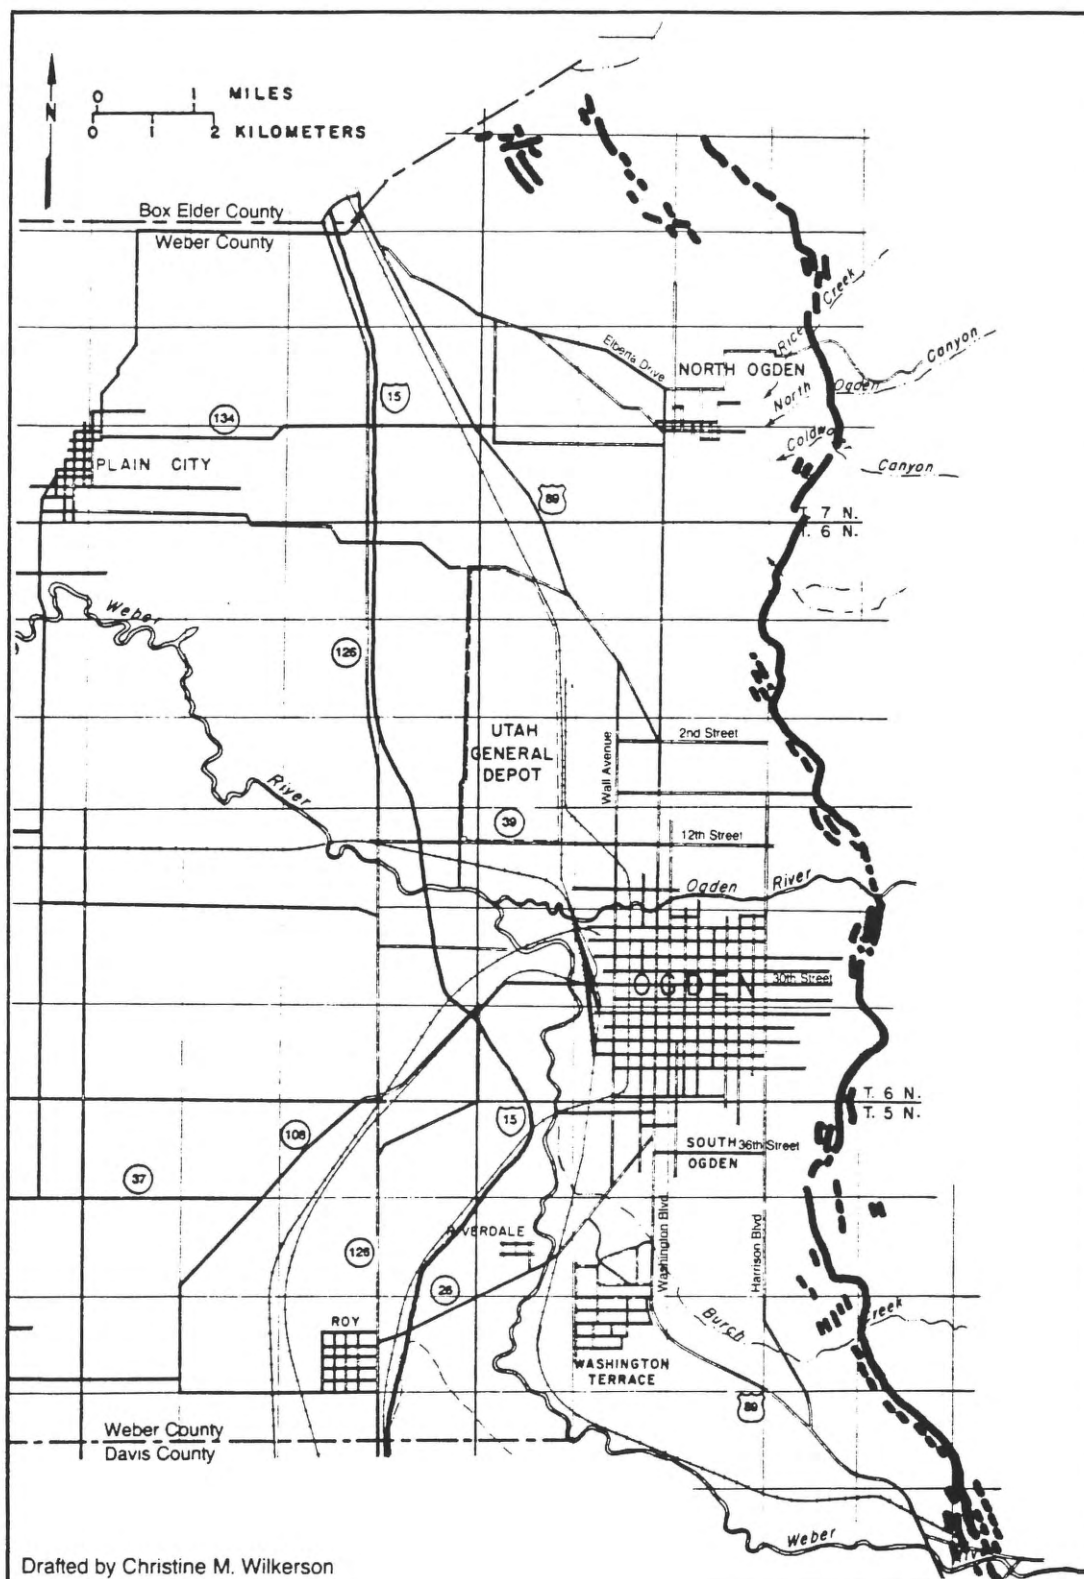 N
0 1 MILES
0 1 2 KILOMETERS
Box Elder County
Weber County
Rice Creek
Elberta Drive
NORTH OGDEN
North Ogden Canyon
15
134
PLAIN CITY
89
Canyon
T. 7 N.
T. 6 N.
Weber
126
UTAH
GENERAL
DEPOT
Wall Avenue
2nd Street
River
39
12th Street
Ogden River
OGDEN
30th Street
T. 6 N.
T. 5 N.
15
108
SOUTH
OGDEN
36th Street
37
RIVERDALE
126
26
Washington Blvd.
Harrison Blvd
ROY
Burch Creek
WASHINGTON
TERRACE
89
Weber County
Davis County
Weber
Drafted by Christine M. Wilkerson